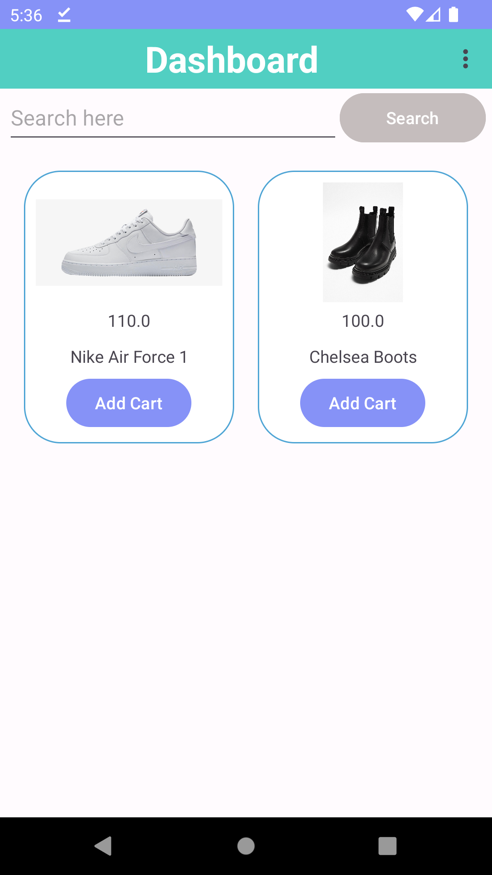 5:36
Dashboard
Search here
Search
110.0
Nike Air Force 1
Add Cart
100.0
Chelsea Boots
Add Cart